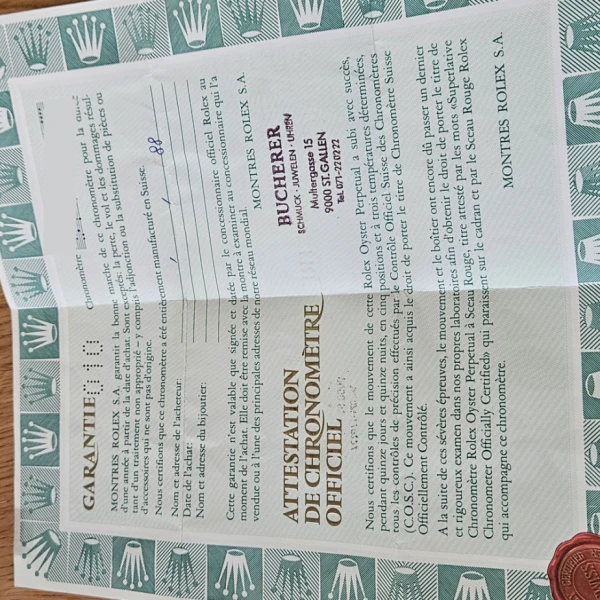 GARANTIE 010
Chronomètre
MONTRES ROLEX S.A. garantit la bonne marche de ce chronomètre pour la durée
d'une année à partir de la date d'achat. Sont exceptés: la perte, le vol et les dommages résul-
tant d'un traitement non approprié – y compris l'adjonction ou la substitution de pièces ou
d'accessoires qui ne sont pas d'origine.
Nous certifions que ce chronomètre a été entièrement manufacturé en Suisse.
Nom et adresse de l'acheteur:
Date de l'achat: 88
Nom et adresse du bijoutier:
Cette garantie n'est valable que signée et datée par le concessionnaire officiel Rolex au
moment de l'achat. Elle doit être remise avec la montre à examiner au concessionnaire qui l'a
vendue ou à l'une des principales adresses de notre réseau mondial.
MONTRES ROLEX S.A.
BUCHERER
SCHMUCK · JUWELEN · UHREN
Multergasse 15
9000 ST. GALLEN
Tel. 071-220222
ATTESTATION
DE CHRONOMÈTRE
OFFICIEL
Nous certifions que le mouvement de cette Rolex Oyster Perpetual a subi avec succès,
pendant quinze jours et quinze nuits, en cinq positions et à trois températures déterminées,
tous les contrôles de précision effectués par le Contrôle Officiel Suisse des Chronomètres
(C.O.S.C.). Ce mouvement a ainsi acquis le droit de porter le titre de Chronomètre Suisse
Officiellement Contrôlé.
A la suite de ces sévères épreuves, le mouvement et le boîtier ont encore dû passer un dernier
et rigoureux examen dans nos propres laboratoires afin d'obtenir le droit de porter le titre de
Chronomètre Rolex Oyster Perpetual à Sceau Rouge, titre attesté par les mots «Superlative
Chronometer Officially Certified» qui paraissent sur le cadran et par le Sceau Rouge Rolex
qui accompagne ce chronomètre.
MONTRES ROLEX S.A.